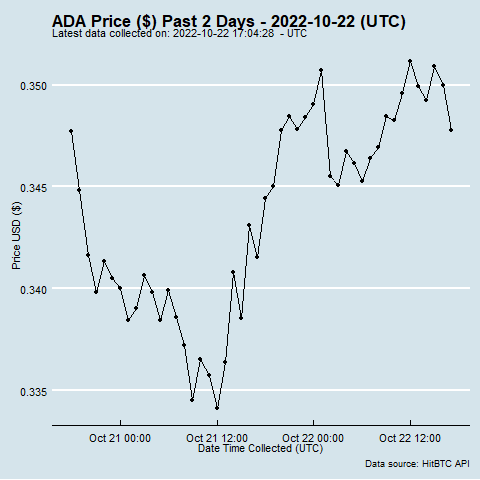 ADA Price ($) Past 2 Days - 2022-10-22 (UTC)
Latest data collected on: 2022-10-22 17:04:28 - UTC
0.350
0.345
0.340
0.335
Price USD ($)
Oct 21 00:00 Oct 21 12:00 Oct 22 00:00 Oct 22 12:00
Date Time Collected (UTC)
Data source: HitBTC API